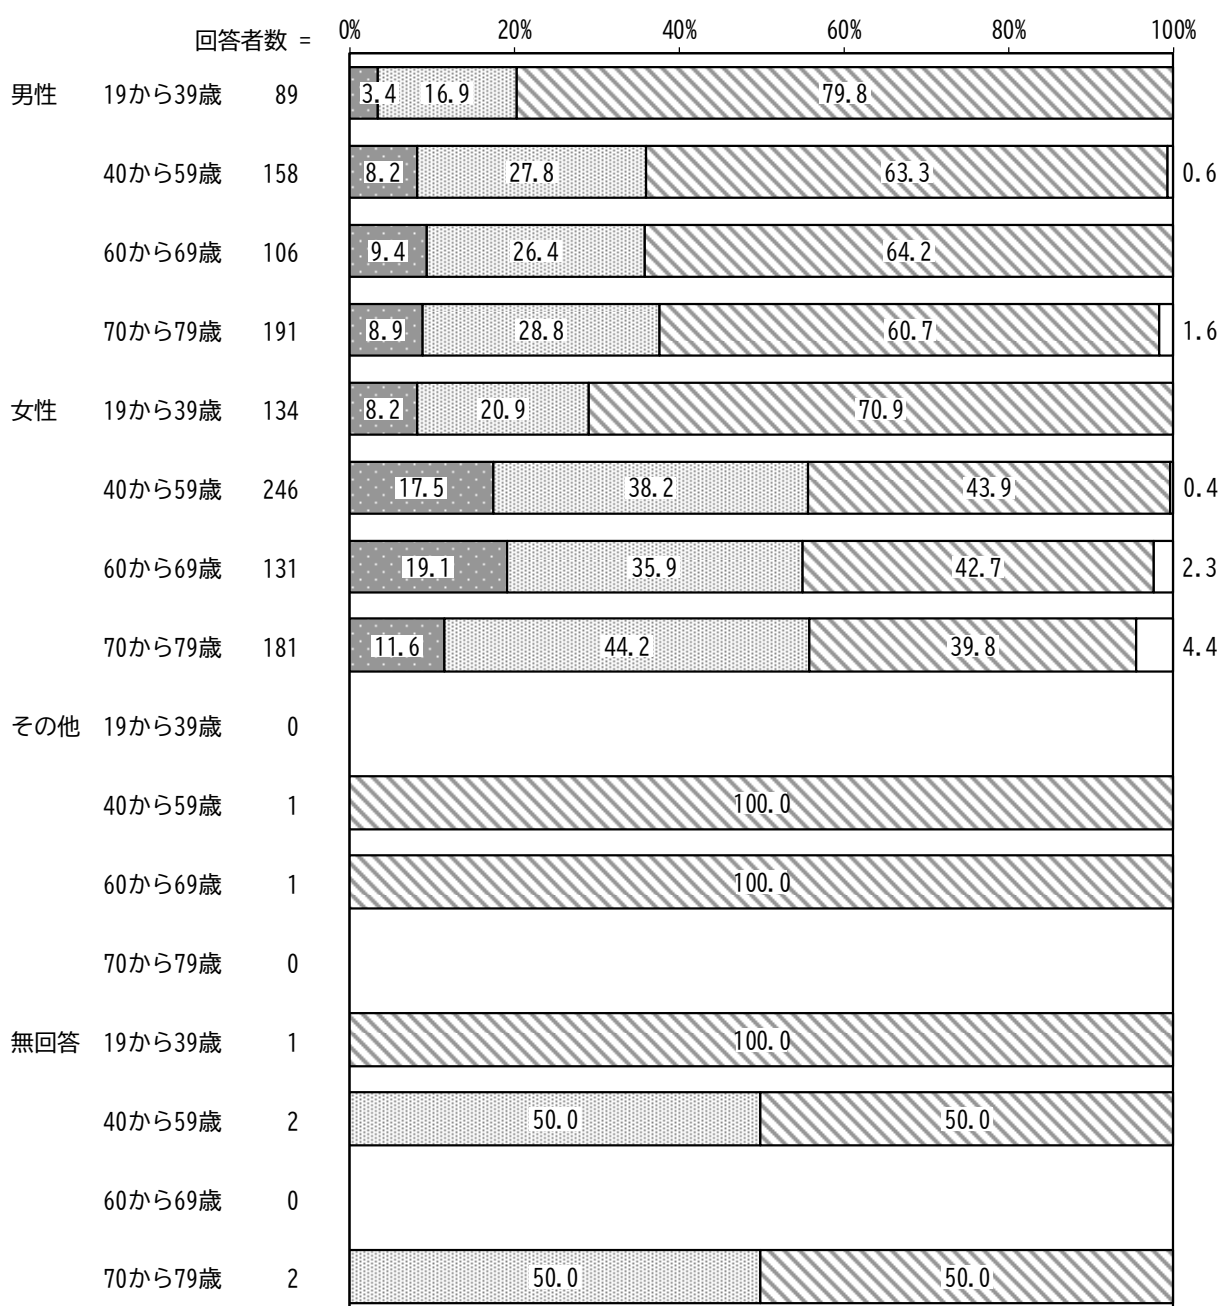 回答者数 = 0% 20% 40% 60% 80% 100%
男性 19から39歳 89 3.4 16.9 79.8
40から59歳 158 8.2 27.8 63.3 0.6
60から69歳 106 9.4 26.4 64.2
70から79歳 191 8.9 28.8 60.7 1.6
女性 19から39歳 134 8.2 20.9 70.9
40から59歳 246 17.5 38.2 43.9 0.4
60から69歳 131 19.1 35.9 42.7 2.3
70から79歳 181 11.6 44.2 39.8 4.4
その他 19から39歳 0
40から59歳 1 100.0
60から69歳 1 100.0
70から79歳 0
無回答 19から39歳 1 100.0
40から59歳 2 50.0 50.0
60から69歳 0
70から79歳 2 50.0 50.0